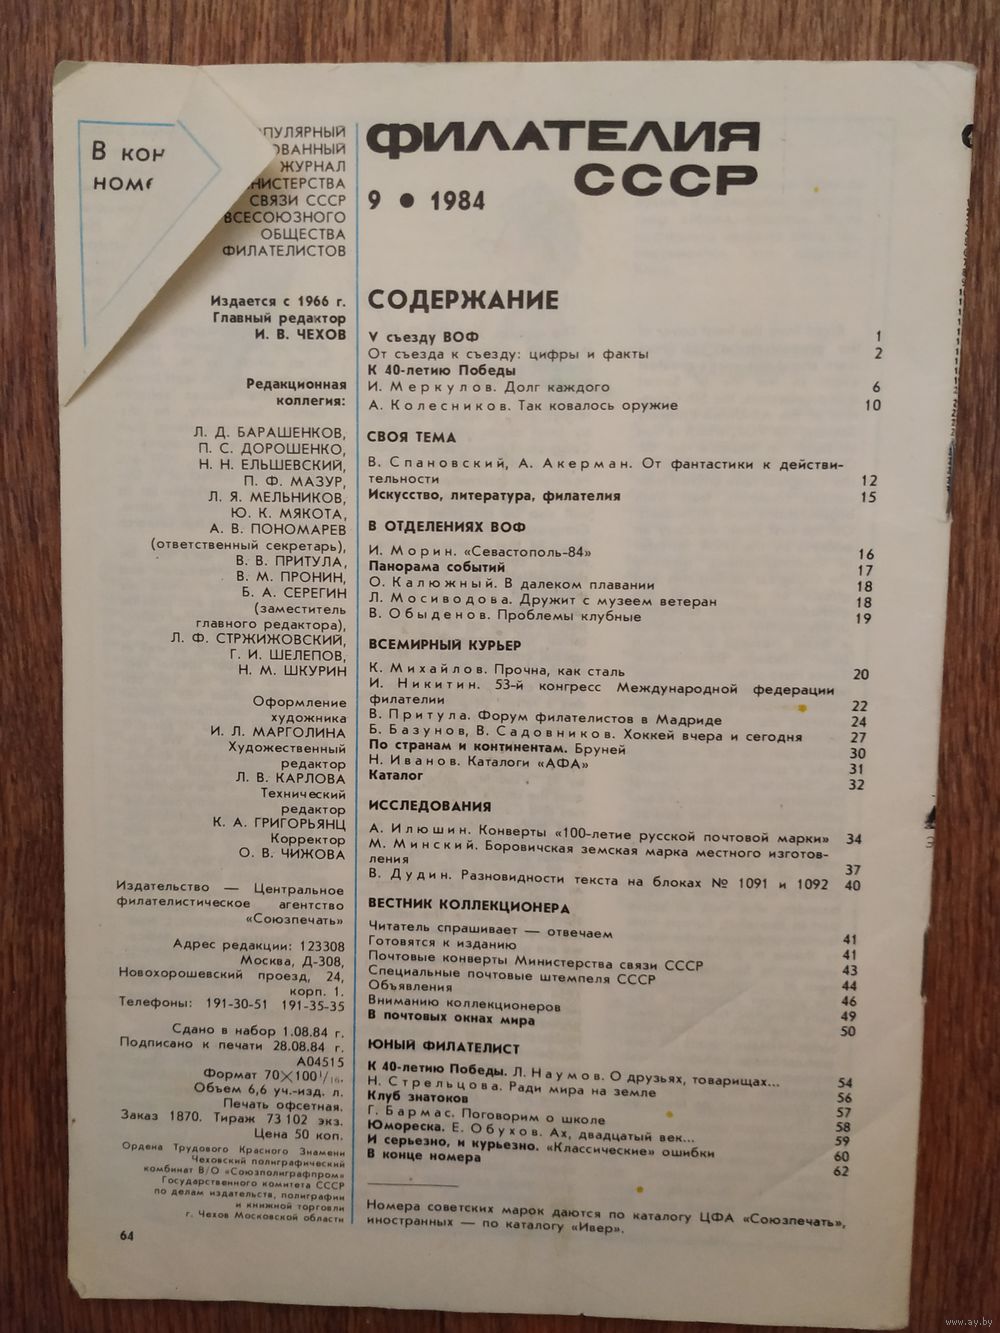 В КОН
НОМЕ
ПУЛЯРНЫЙ
ОВАННЫЙ
ЖУРНАЛ
НИСТЕРСТВА
СВЯЗИ СССР
ВСЕСОЮЗНОГО
ОБЩЕСТВА
ФИЛАТЕЛИСТОВ
Издается с 1966 г.
Главный редактор
И. В. ЧЕХОВ
Редакционная
коллегия:
Л. Д. БАРАШЕНКОВ,
П. С. ДОРОШЕНКО,
Н. Н. ЕЛЬШЕВСКИЙ,
П. Ф. МАЗУР,
Л. Я. МЕЛЬНИКОВ,
Ю. К. МЯКОТА,
А. В. ПОНОМАРЕВ
(ответственный секретарь),
В. В. ПРИТУЛА,
В. М. ПРОНИН,
Б. А. СЕРЕГИН
(заместитель
главного редактора),
Л. Ф. СТРЖИЖОВСКИЙ,
Г. И. ШЕЛЕПОВ,
Н. М. ШКУРИН
Оформление
художника
И. Л. МАРГОЛИНА
Художественный
редактор
Л. В. КАРЛОВА
Технический
редактор
К. А. ГРИГОРЬЯНЦ
Корректор
О. В. ЧИЖОВА
Издательство — Центральное
филателистическое агентство
«Союзпечать»
Адрес редакции: 123308
Москва, Д-308,
Новохорошевский проезд, 24,
корп. 1.
Телефоны: 191-30-51 191-35-35
Сдано в набор 1.08.84 г.
Подписано к печати 28.08.84 г.
А04515
Формат 70×100 1/16.
Объем 6,6 уч.-изд. л.
Печать офсетная.
Заказ 1870. Тираж 73 102 экз.
Цена 50 коп.
Ордена Трудового Красного Знамени
Чеховский полиграфический
комбинат В/О «Союзполиграфпром»
Государственного комитета СССР
по делам издательств, полиграфии
и книжной торговли
г. Чехов Московской области
64
ФИЛАТЕЛИЯ
СССР
9 ● 1984
СОДЕРЖАНИЕ
V съезду ВОФ 1
От съезда к съезду: цифры и факты 2
К 40-летию Победы
И. Меркулов. Долг каждого 6
А. Колесников. Так ковалось оружие 10
СВОЯ ТЕМА
В. Спановский, А. Акерман. От фантастики к действи-
тельности 12
Искусство, литература, филателия 15
В ОТДЕЛЕНИЯХ ВОФ
И. Морин. «Севастополь-84» 16
Панорама событий 17
О. Калюжный. В далеком плавании 18
Л. Мосиводова. Дружит с музеем ветеран 18
В. Обыденов. Проблемы клубные 19
ВСЕМИРНЫЙ КУРЬЕР
К. Михайлов. Прочна, как сталь 20
И. Никитин. 53-й конгресс Международной федерации
филателии 22
В. Притула. Форум филателистов в Мадриде 24
Б. Базунов, В. Садовников. Хоккей вчера и сегодня 27
По странам и континентам. Бруней 30
Н. Иванов. Каталоги «АФА» 31
Каталог 32
ИССЛЕДОВАНИЯ
А. Илюшин. Конверты «100-летие русской почтовой марки» 34
М. Минский. Боровичская земская марка местного изготов-
ления 37
В. Дудин. Разновидности текста на блоках № 1091 и 1092 40
ВЕСТНИК КОЛЛЕКЦИОНЕРА
Читатель спрашивает — отвечаем 41
Готовятся к изданию 41
Почтовые конверты Министерства связи СССР 43
Специальные почтовые штемпеля СССР 44
Объявления 46
Вниманию коллекционеров 49
В почтовых окнах мира 50
ЮНЫЙ ФИЛАТЕЛИСТ
К 40-летию Победы. Л. Наумов. О друзьях, товарищах... 54
Н. Стрельцова. Ради мира на земле 56
Клуб знатоков 57
Г. Бармас. Поговорим о школе 58
Юмореска. Е. Обухов. Ах, двадцатый век... 59
И серьезно, и курьезно. «Классические» ошибки 60
В конце номера 62
Номера советских марок даются по каталогу ЦФА «Союзпечать»,
иностранных — по каталогу «Ивер».
www.ay.by